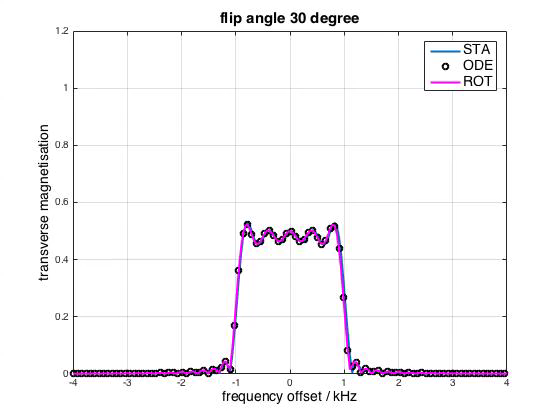 flip angle 30 degree
STA
ODE
ROT
transverse magnetisation
1.2
1
0.8
0.6
0.4
0.2
0
-4 -3 -2 -1 0 1 2 3 4
frequency offset / kHz